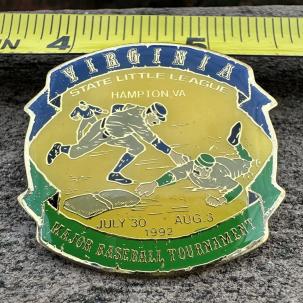 4 5
VIRGINIA
STATE LITTLE LEAGUE
HAMPTON, VA
JULY 30 AUG. 3
1992
MAJOR BASEBALL TOURNAMENT